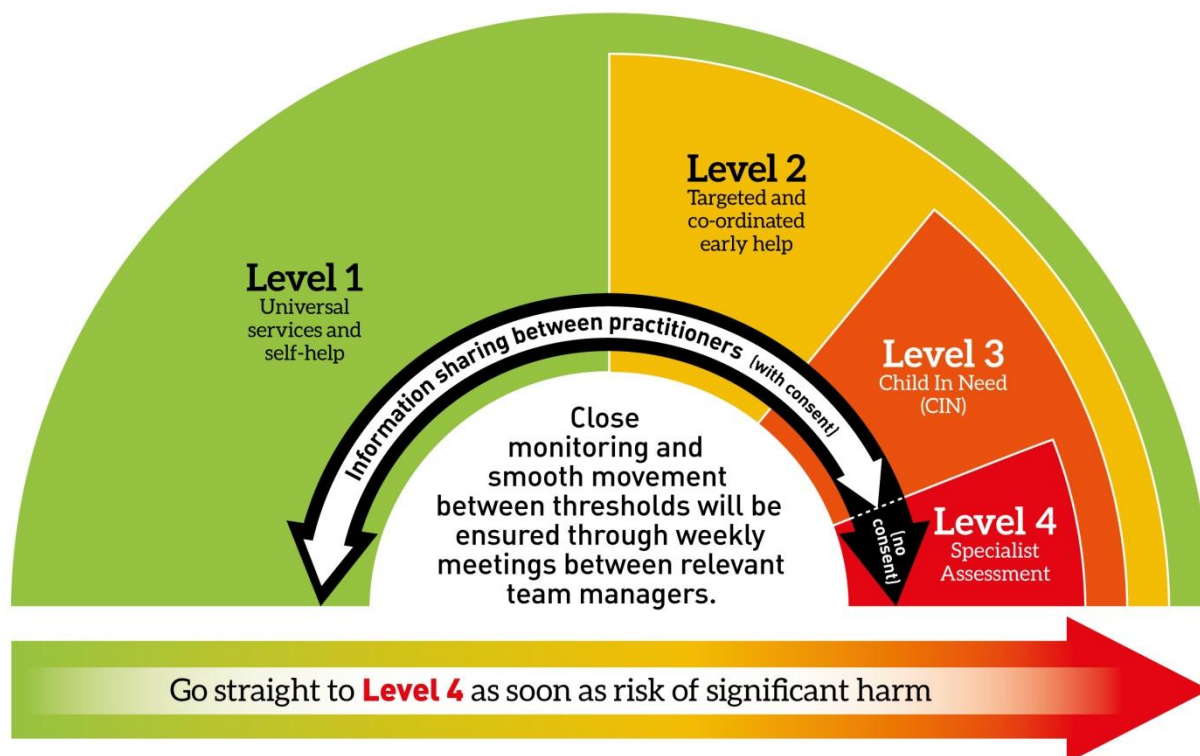 Level 1
Universal
services and
self-help
Level 2
Targeted and
co-ordinated
early help
Level 3
Child In Need
(CIN)
Level 4
Specialist
Assessment
Information sharing between practitioners (with consent)
(no
consent)
Close
monitoring and
smooth movement
between thresholds will be
ensured through weekly
meetings between relevant
team managers.
Go straight to Level 4 as soon as risk of significant harm